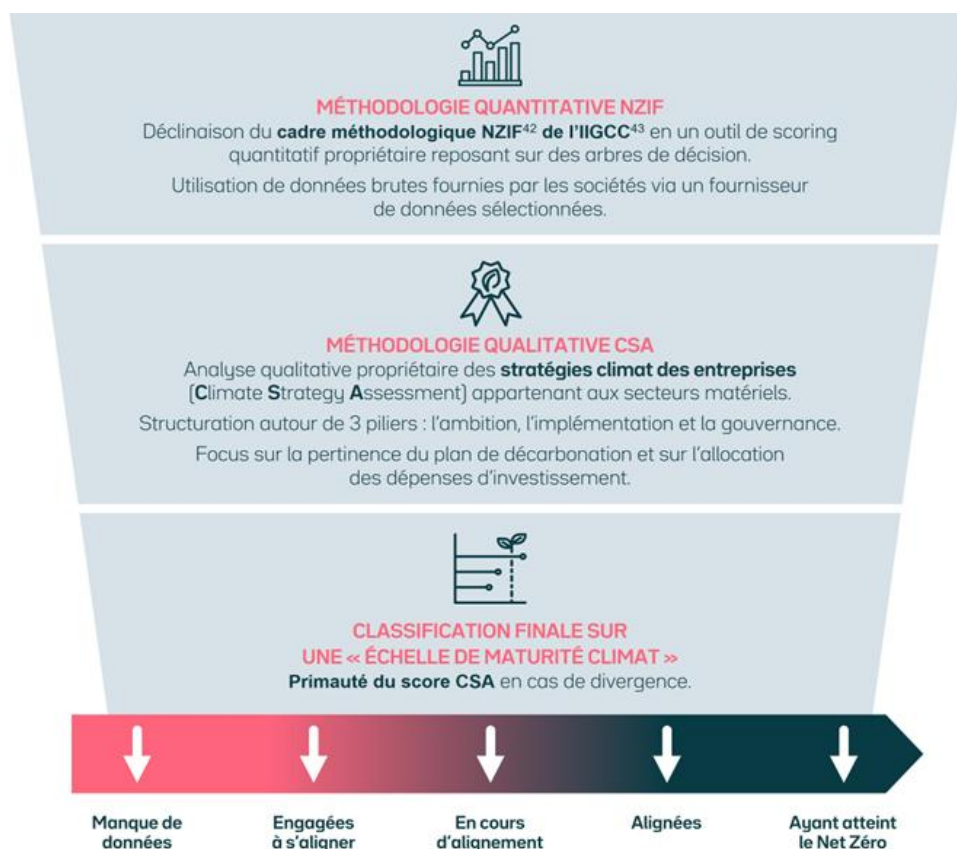 MÉTHODOLOGIE QUANTITATIVE NZIF
Déclinaison du cadre méthodologique NZIF⁴² de l'IIGCC⁴³ en un outil de scoring
quantitatif propriétaire reposant sur des arbres de décision.
Utilisation de données brutes fournies par les sociétés via un fournisseur
de données sélectionnées.
MÉTHODOLOGIE QUALITATIVE CSA
Analyse qualitative propriétaire des stratégies climat des entreprises
(Climate Strategy Assessment) appartenant aux secteurs matériels.
Structuration autour de 3 piliers : l'ambition, l'implémentation et la gouvernance.
Focus sur la pertinence du plan de décarbonation et sur l'allocation
des dépenses d'investissement.
CLASSIFICATION FINALE SUR
UNE « ÉCHELLE DE MATURITÉ CLIMAT »
Primauté du score CSA en cas de divergence.
Manque de
données
Engagées
à s'aligner
En cours
d'alignement
Alignées
Ayant atteint
le Net Zéro